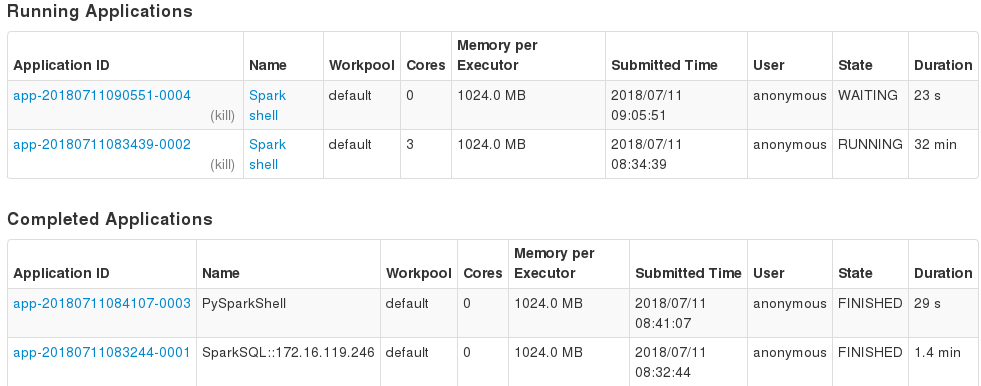 Running Applications
Application ID Name Workpool Cores Memory per Executor Submitted Time User State Duration
app-20180711090551-0004 (kill) Spark shell default 0 1024.0 MB 2018/07/11 09:05:51 anonymous WAITING 23 s
app-20180711083439-0002 (kill) Spark shell default 3 1024.0 MB 2018/07/11 08:34:39 anonymous RUNNING 32 min
Completed Applications
Application ID Name Workpool Cores Memory per Executor Submitted Time User State Duration
app-20180711084107-0003 PySparkShell default 0 1024.0 MB 2018/07/11 08:41:07 anonymous FINISHED 29 s
app-20180711083244-0001 SparkSQL::172.16.119.246 default 0 1024.0 MB 2018/07/11 08:32:44 anonymous FINISHED 1.4 min